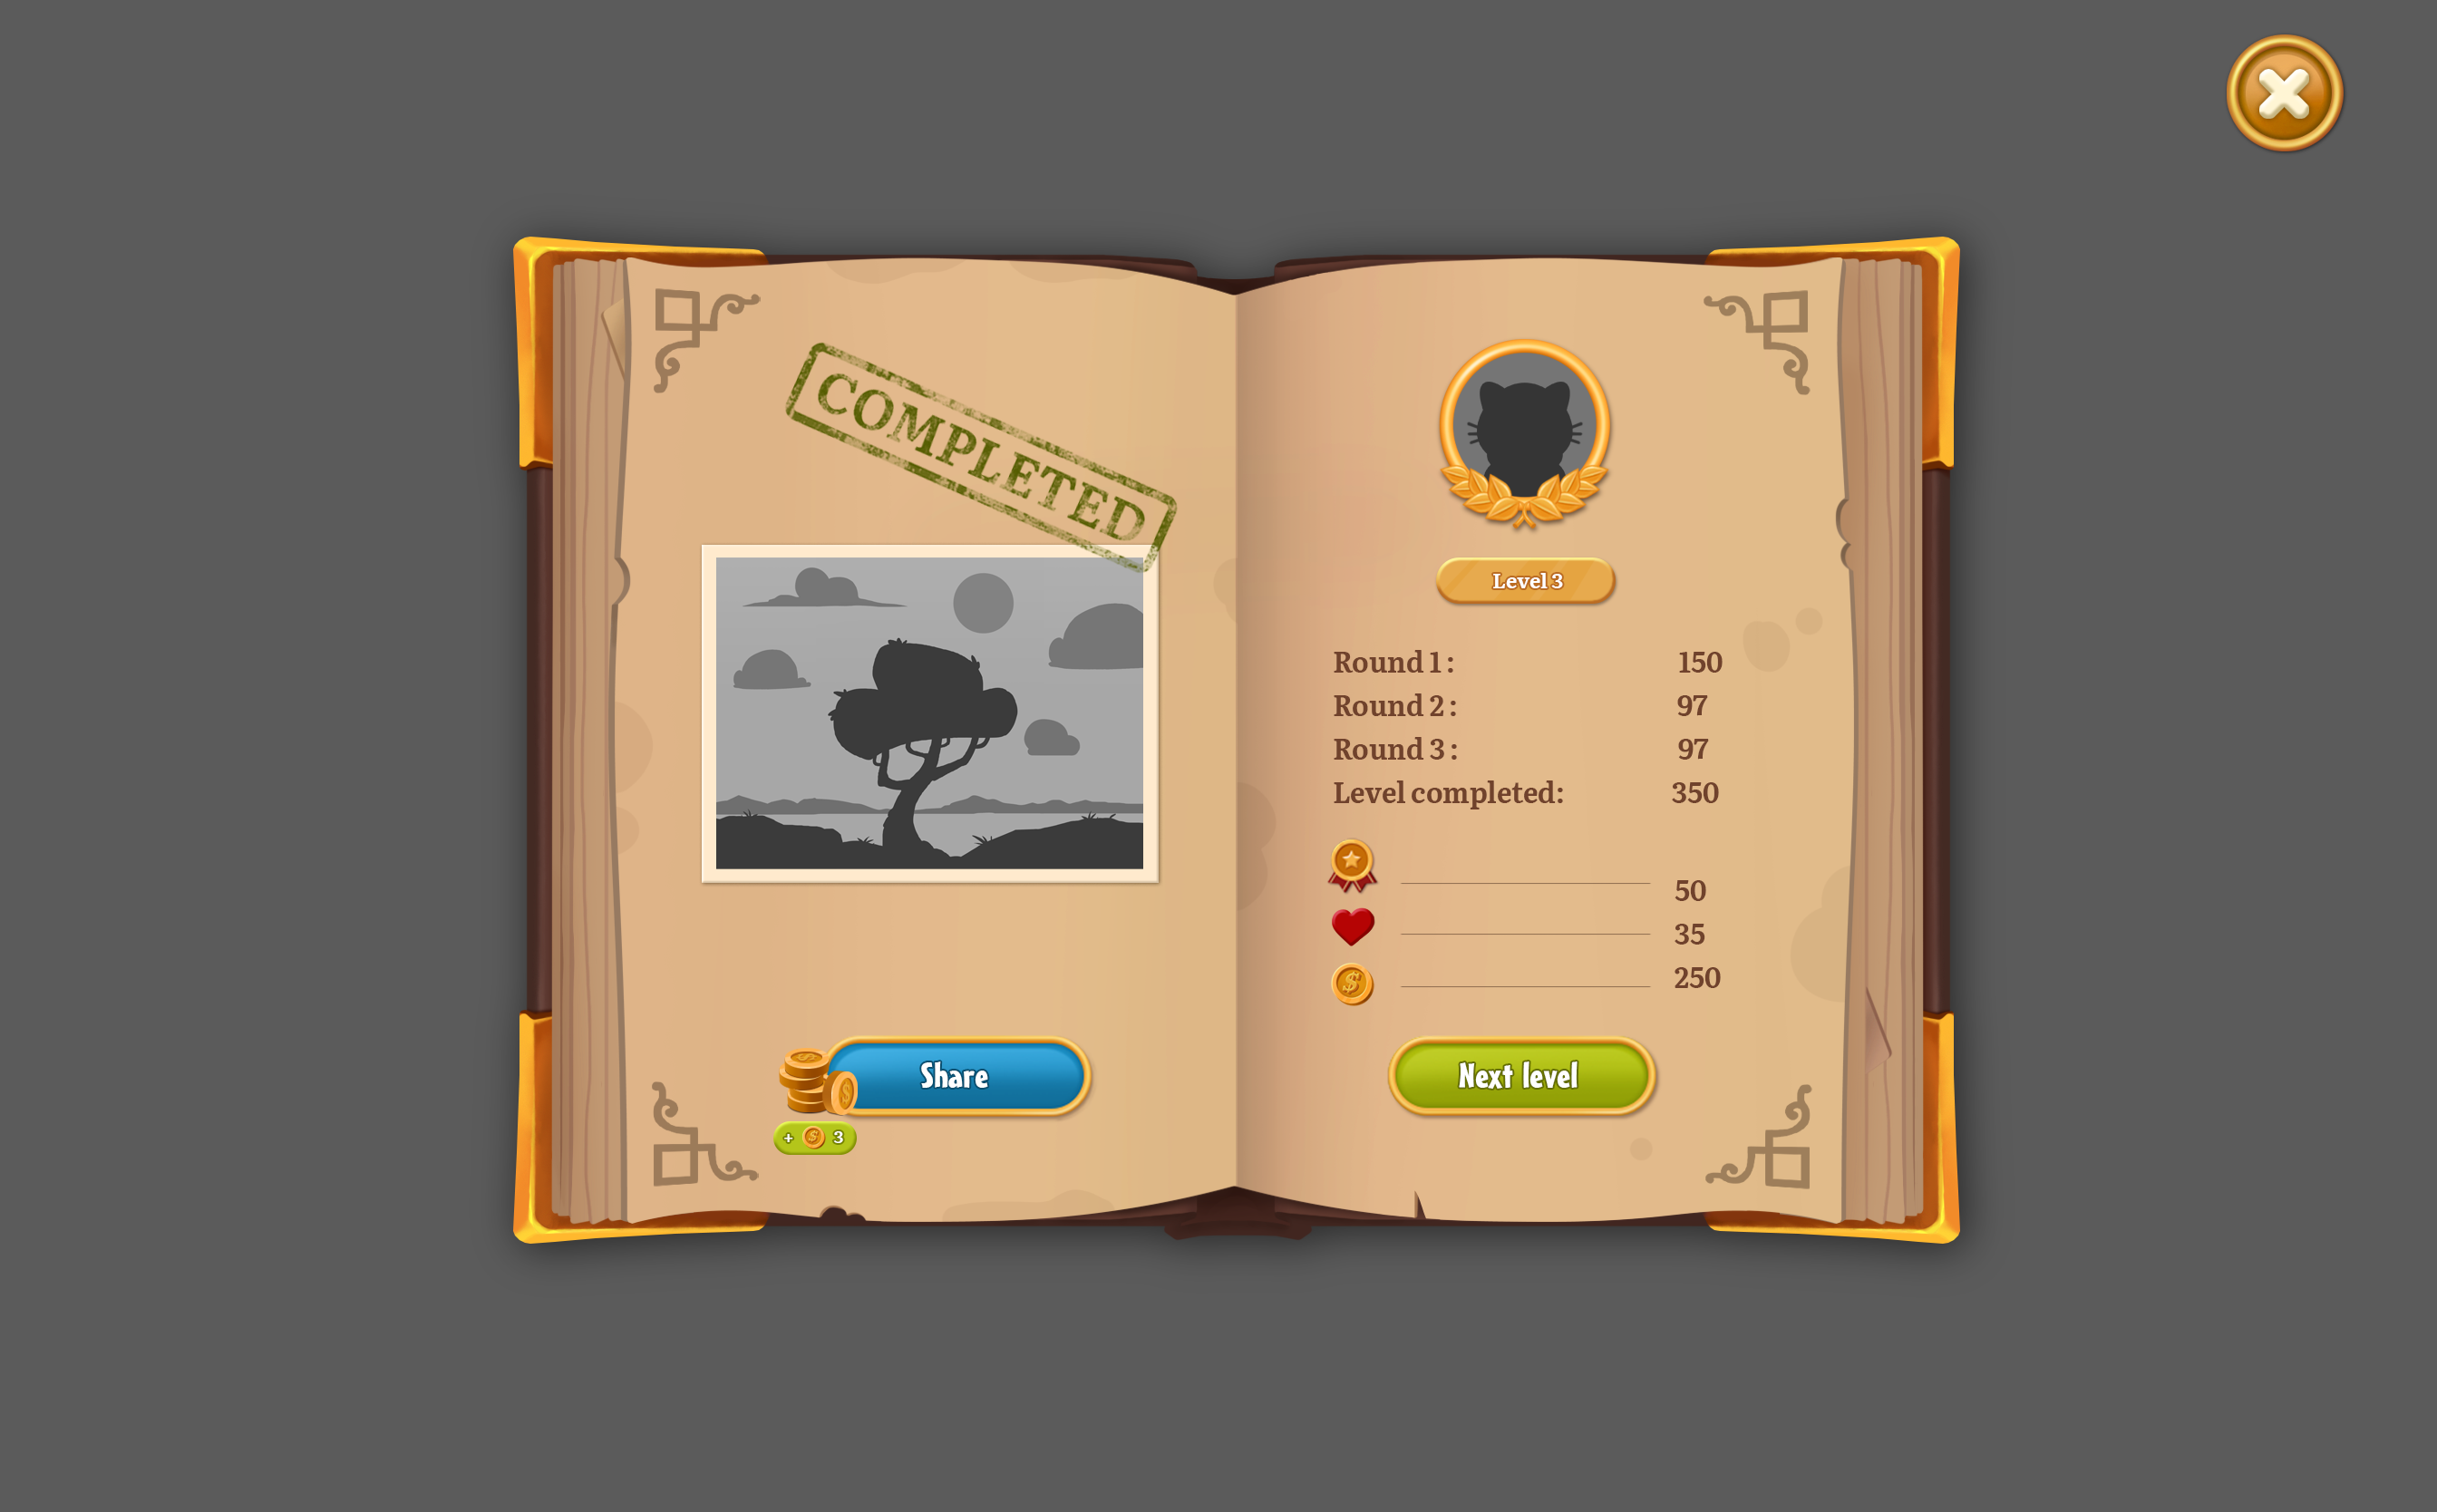 COMPLETED
Share
+ 3
Level 3
Round 1 : 150
Round 2 : 97
Round 3 : 97
Level completed: 350
50
35
250
Next level